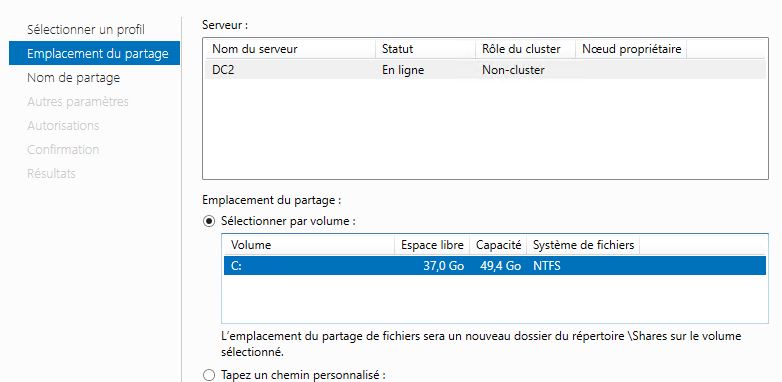 Sélectionner un profil
Emplacement du partage
Nom de partage
Autres paramètres
Autorisations
Confirmation
Résultats
Serveur :
Nom du serveur Statut Rôle du cluster Nœud propriétaire
DC2 En ligne Non-cluster
Emplacement du partage :
Sélectionner par volume :
Volume Espace libre Capacité Système de fichiers
C: 37,0 Go 49,4 Go NTFS
L'emplacement du partage de fichiers sera un nouveau dossier du répertoire \Shares sur le volume
sélectionné.
Tapez un chemin personnalisé :